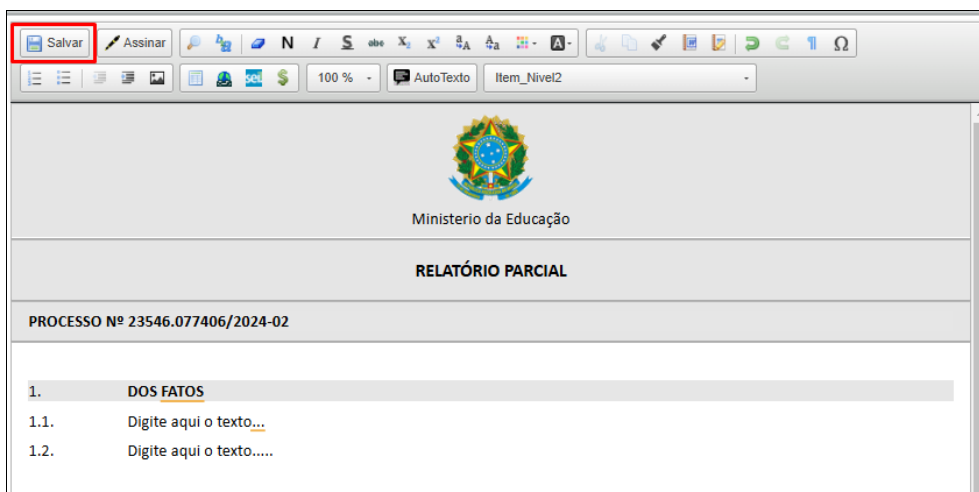 Salvar Assinar N I S abc X₂ X² A
sei $ 100 % AutoTexto Item_Nivel2
Ministerio da Educação
RELATÓRIO PARCIAL
PROCESSO Nº 23546.077406/2024-02
1. DOS FATOS
1.1. Digite aqui o texto...
1.2. Digite aqui o texto.....